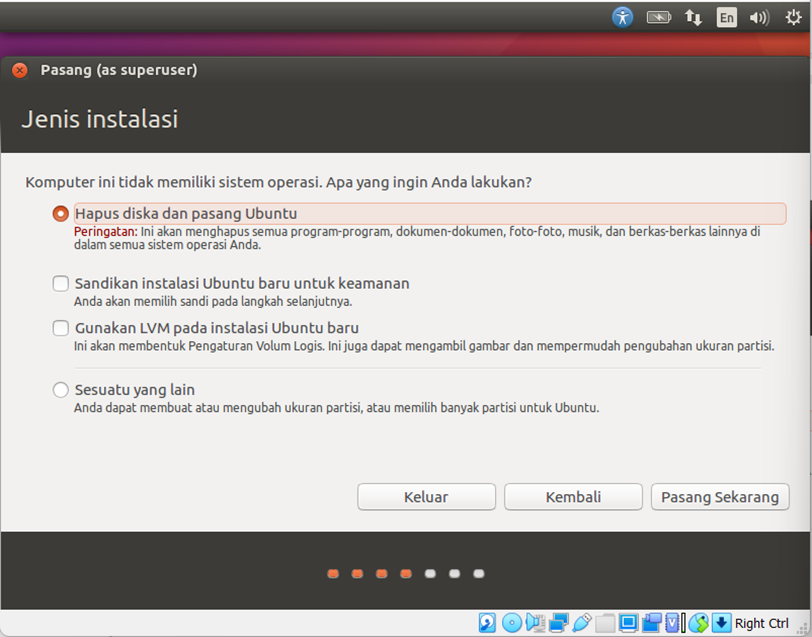 En
Pasang (as superuser)
Jenis instalasi
Komputer ini tidak memiliki sistem operasi. Apa yang ingin Anda lakukan?
Hapus diska dan pasang Ubuntu
Peringatan: Ini akan menghapus semua program-program, dokumen-dokumen, foto-foto, musik, dan berkas-berkas lainnya di
dalam semua sistem operasi Anda.
Sandikan instalasi Ubuntu baru untuk keamanan
Anda akan memilih sandi pada langkah selanjutnya.
Gunakan LVM pada instalasi Ubuntu baru
Ini akan membentuk Pengaturan Volum Logis. Ini juga dapat mengambil gambar dan mempermudah pengubahan ukuran partisi.
Sesuatu yang lain
Anda dapat membuat atau mengubah ukuran partisi, atau memilih banyak partisi untuk Ubuntu.
Keluar
Kembali
Pasang Sekarang
Right Ctrl